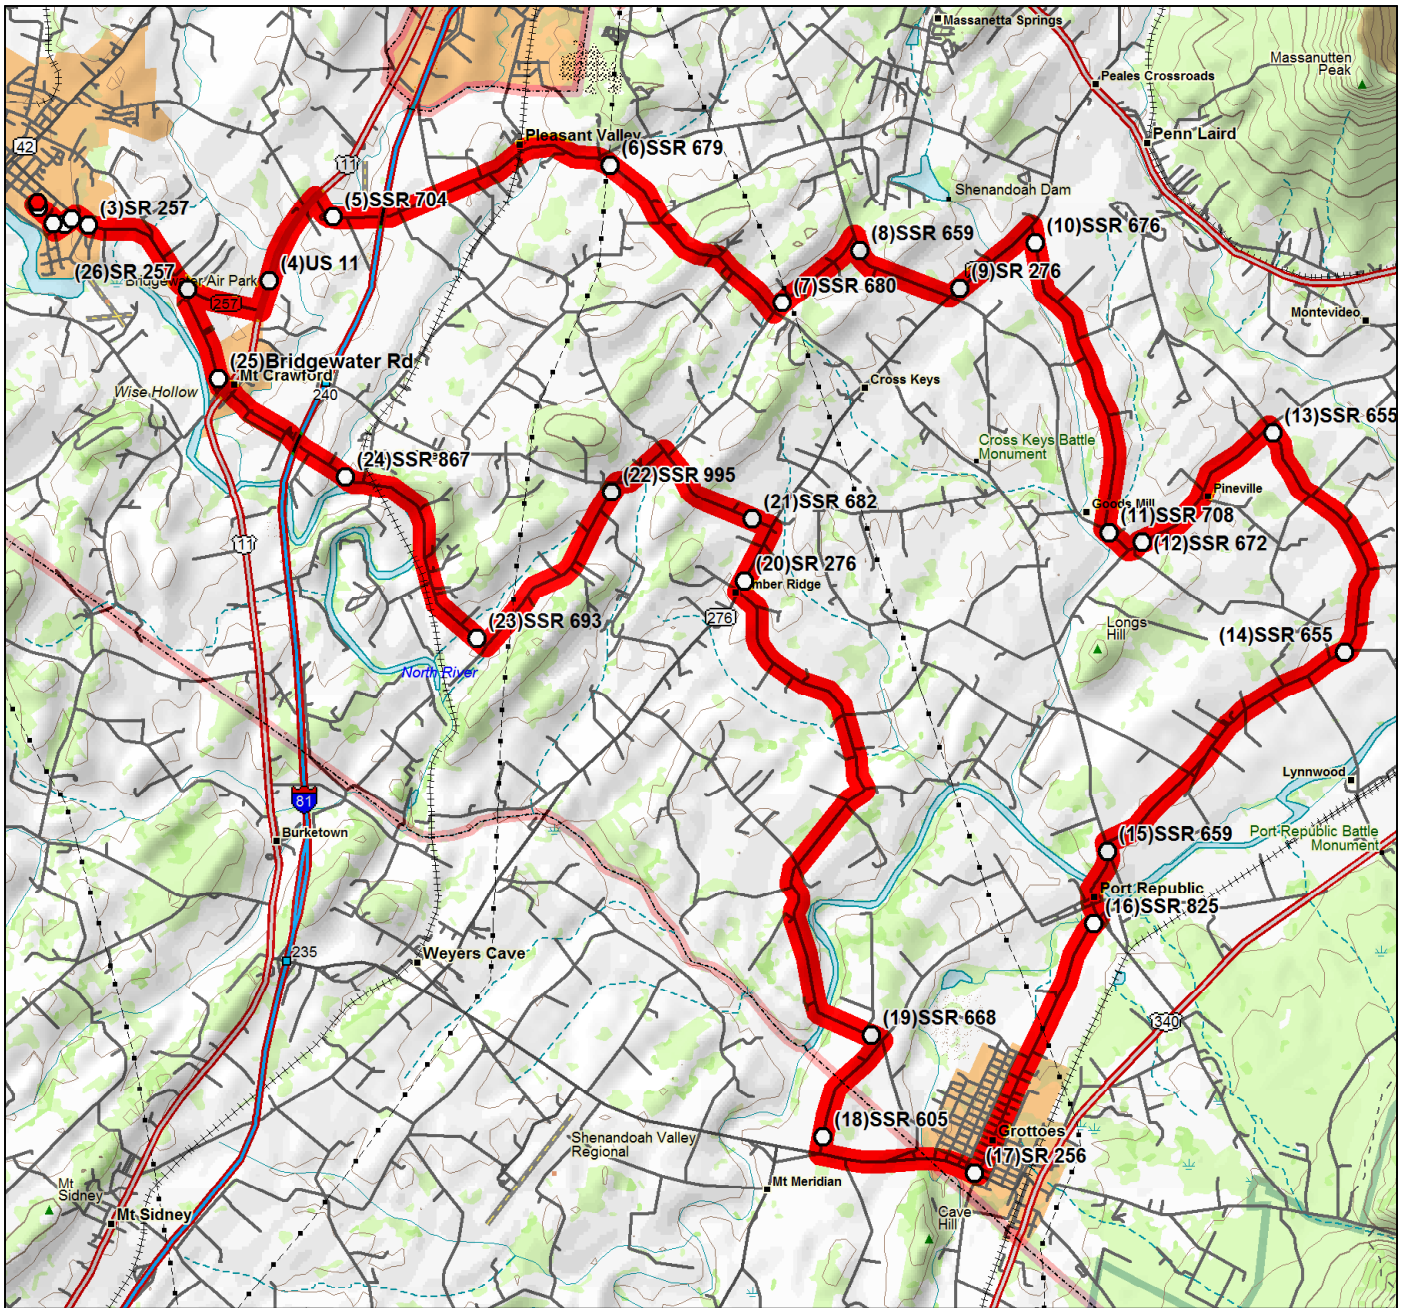 Massanetta Springs
Massanutten
Peak
Peales Crossroads
Pleasant Valley
Penn Laird
42
11
(6)SSR 679
Shenandoah Dam
(3)SR 257
(5)SSR 704
(10)SSR 676
(8)SSR 659
(26)SR 257
Bridgewater Air Park
(4)US 11
(9)SR 276
(7)SSR 680
257
Montevideo
(25)Bridgewater Rd
Mt Crawford
Cross Keys
Wise Hollow
240
(13)SSR 655
Cross Keys Battle
Monument
(24)SSR 867
(22)SSR 995
Pineville
(21)SSR 682
Goods Mill
(11)SSR 708
11
(12)SSR 672
(20)SR 276
mber Ridge
276
(23)SSR 693
Longs
Hill
(14)SSR 655
North River
Lynnwood
81
Burketown
(15)SSR 659
Port Republic Battle
Monument
Port Republic
(16)SSR 825
235
Weyers Cave
(19)SSR 668
340
(18)SSR 605
Shenandoah Valley
Regional
Grottoes
(17)SR 256
Mt Meridian
Mt
Sidney
Mt Sidney
Cave
Hill